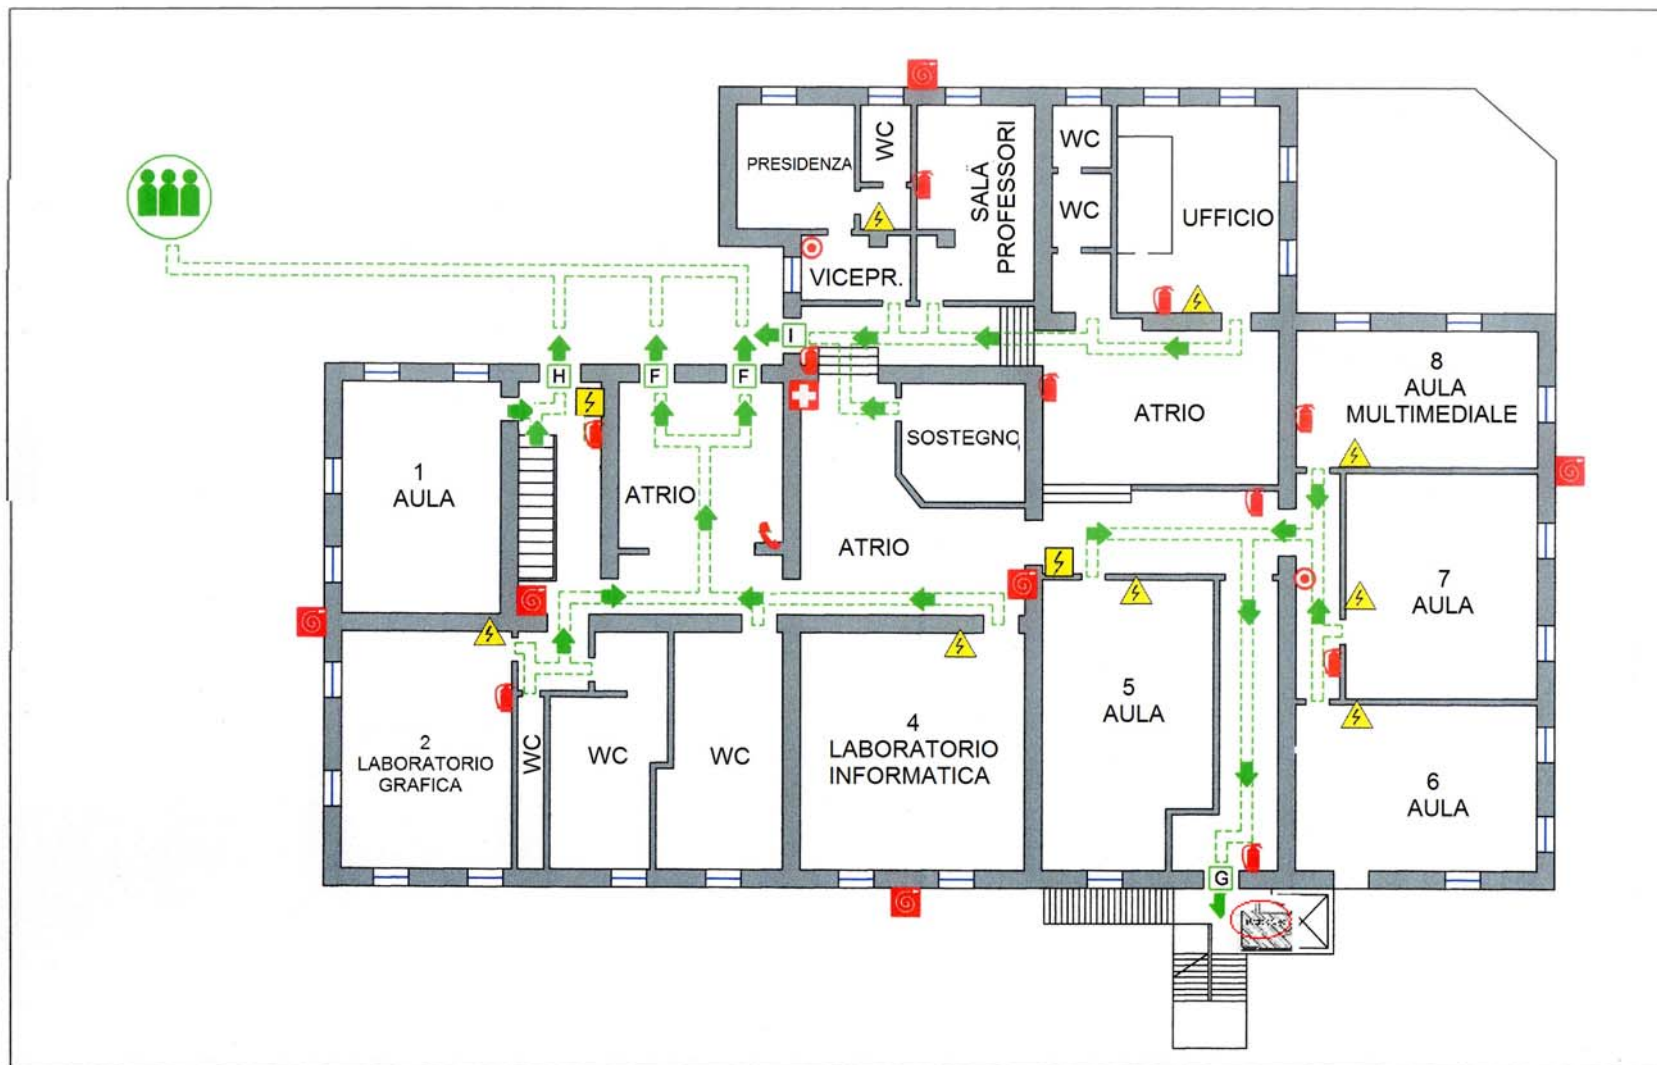 WC
PRESIDENZA
SALA
PROFESSORI
WC
WC
UFFICIO
VICEPR.
I
H
F
F
8
AULA
MULTIMEDIALE
ATRIO
SOSTEGNO
1
AULA
ATRIO
ATRIO
7
AULA
5
AULA
2
LABORATORIO
GRAFICA
WC
WC
WC
4
LABORATORIO
INFORMATICA
6
AULA
G